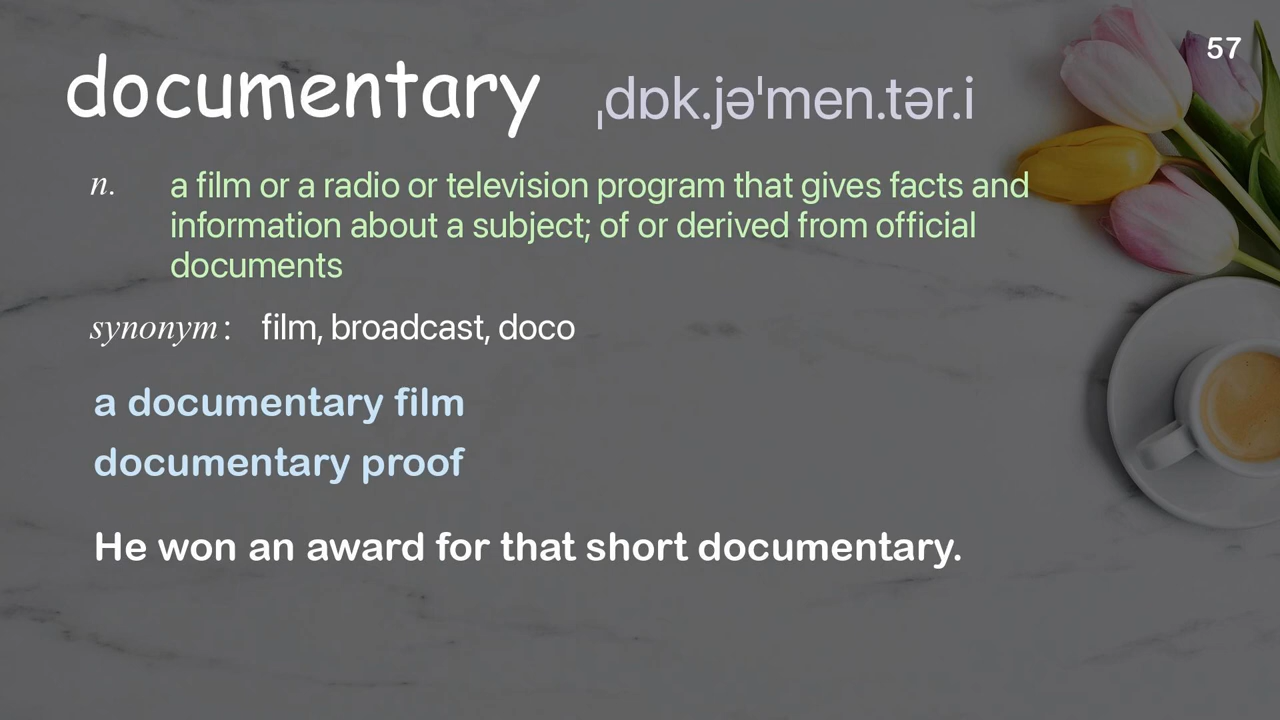 57
documentary ˌdɒk.jəˈmen.tər.i
n. a film or a radio or television program that gives facts and
information about a subject; of or derived from official
documents
synonym: film, broadcast, doco
a documentary film
documentary proof
He won an award for that short documentary.